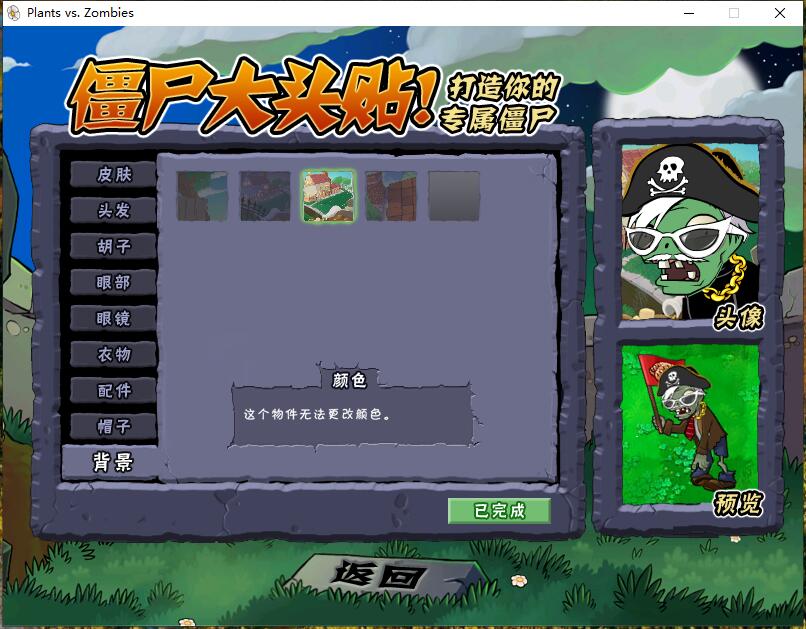 Plants vs. Zombies
僵尸大头贴!
打造你的
专属僵尸
皮肤
头发
胡子
眼部
眼镜
衣物
配件
帽子
背景
颜色
这个物件无法更改颜色。
已完成
头像
预览
返回